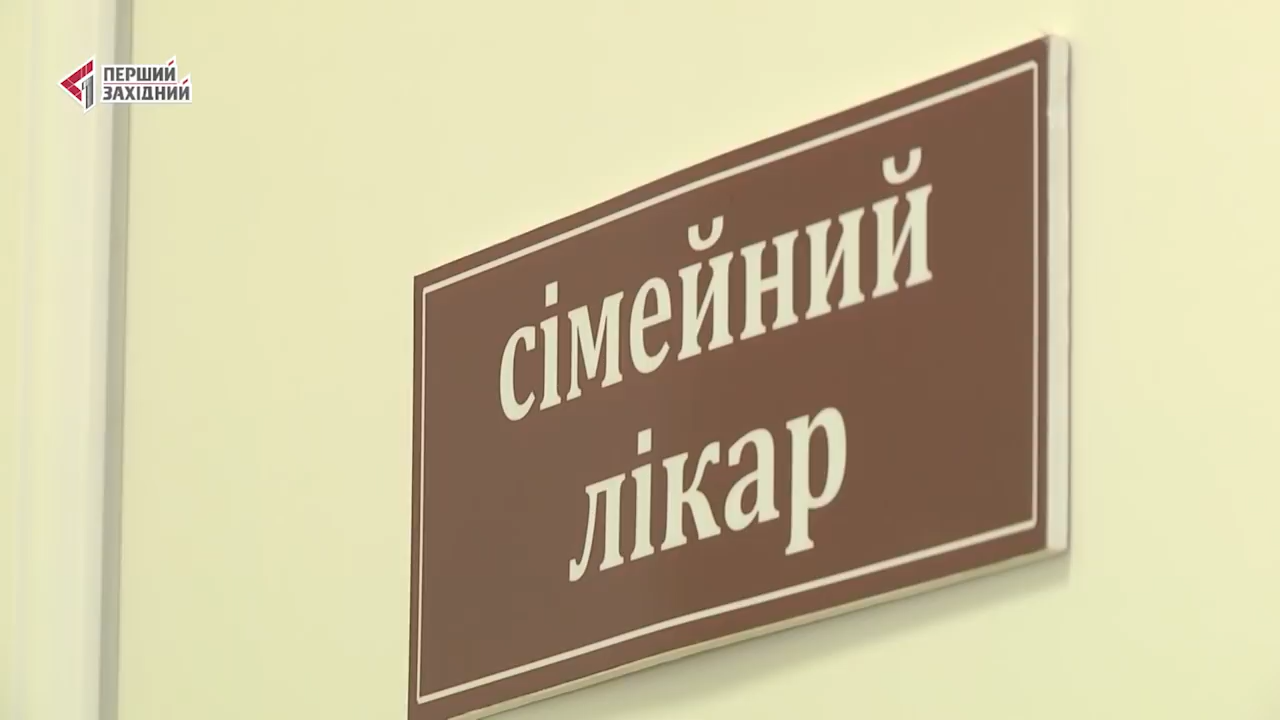 ПЕРШИЙ
ЗАХІДНИЙ
сімейний
лікар